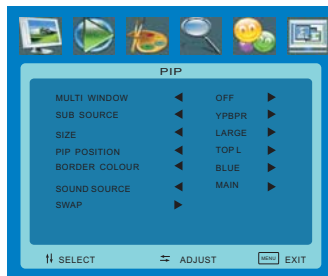 PIP
MULTI WINDOW OFF
SUB SOURCE YPBPR
SIZE LARGE
PIP POSITION TOP L
BORDER COLOUR BLUE
SOUND SOURCE MAIN
SWAP
SELECT ADJUST MENU EXIT